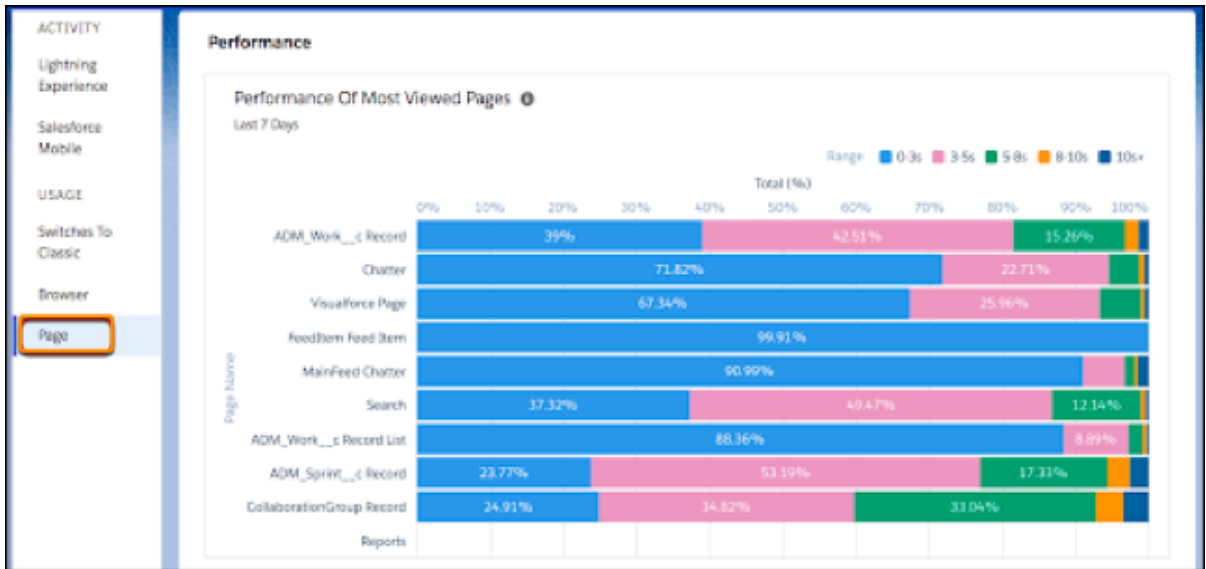 ACTIVITY
Lightning
Experience
Salesforce
Mobile
USAGE
Switches To
Classic
Browser
Page
Performance
Performance Of Most Viewed Pages
Last 7 Days
Range 0-3s 3-5s 5-8s 8-10s 10s+
Total (%)
0% 10% 20% 30% 40% 50% 60% 70% 80% 90% 100%
Page Name
ADM_Work__c Record 39% 42.51% 15.26%
Chatter 71.82% 22.71%
Visualforce Page 67.34% 25.96%
FeedItem Feed Item 99.91%
MainFeed Chatter 90.99%
Search 37.32% 49.47% 12.14%
ADM_Work__c Record List 88.36% 8.89%
ADM_Sprint__c Record 23.77% 53.19% 17.31%
CollaborationGroup Record 24.91% 34.82% 33.04%
Reports